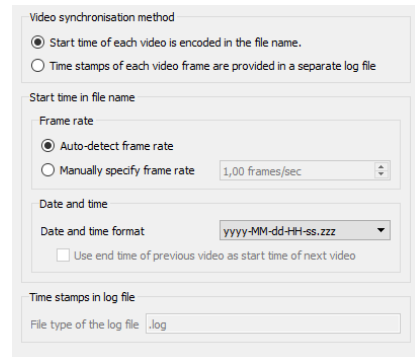 Video synchronisation method
Start time of each video is encoded in the file name.
Time stamps of each video frame are provided in a separate log file
Start time in file name
Frame rate
Auto-detect frame rate
Manually specify frame rate 1,00 frames/sec
Date and time
Date and time format yyyy-MM-dd-HH-ss.zzz
Use end time of previous video as start time of next video
Time stamps in log file
File type of the log file .log